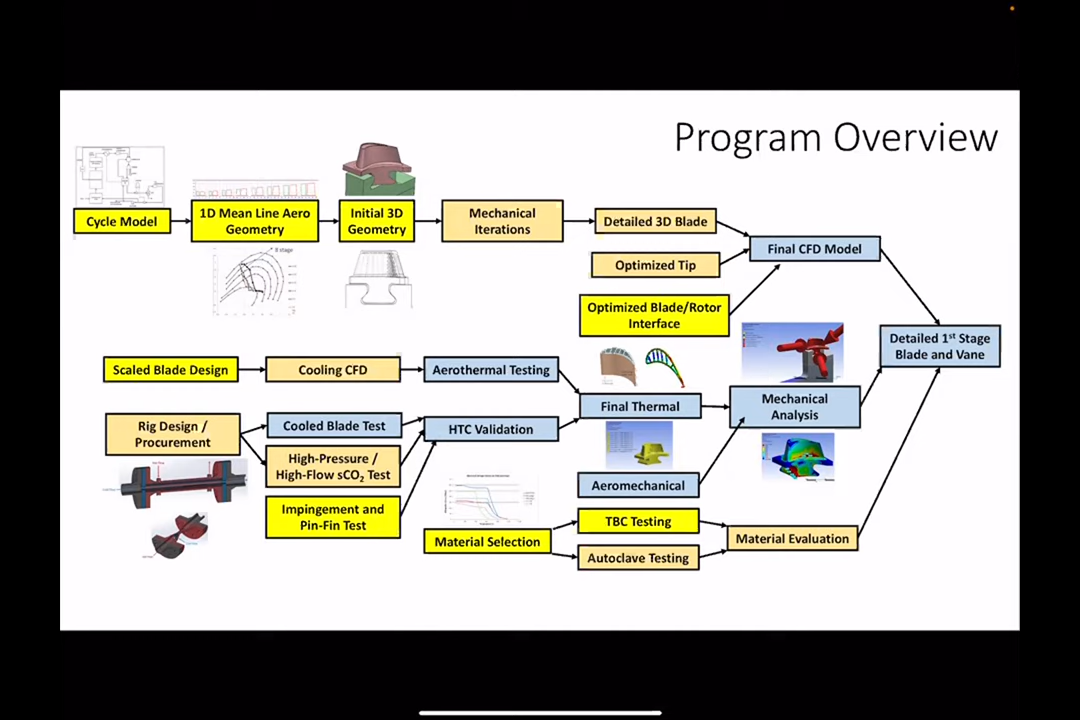 Program Overview
Cycle Model
1D Mean Line Aero
Geometry
Initial 3D
Geometry
Mechanical
Iterations
Detailed 3D Blade
Optimized Tip
Optimized Blade/Rotor
Interface
Final CFD Model
Detailed 1st Stage
Blade and Vane
8 stage
Scaled Blade Design
Cooling CFD
Aerothermal Testing
Final Thermal
Mechanical
Analysis
Rig Design /
Procurement
Cooled Blade Test
HTC Validation
High-Pressure /
High-Flow sCO2 Test
Impingement and
Pin-Fin Test
Aeromechanical
Material Selection
TBC Testing
Autoclave Testing
Material Evaluation